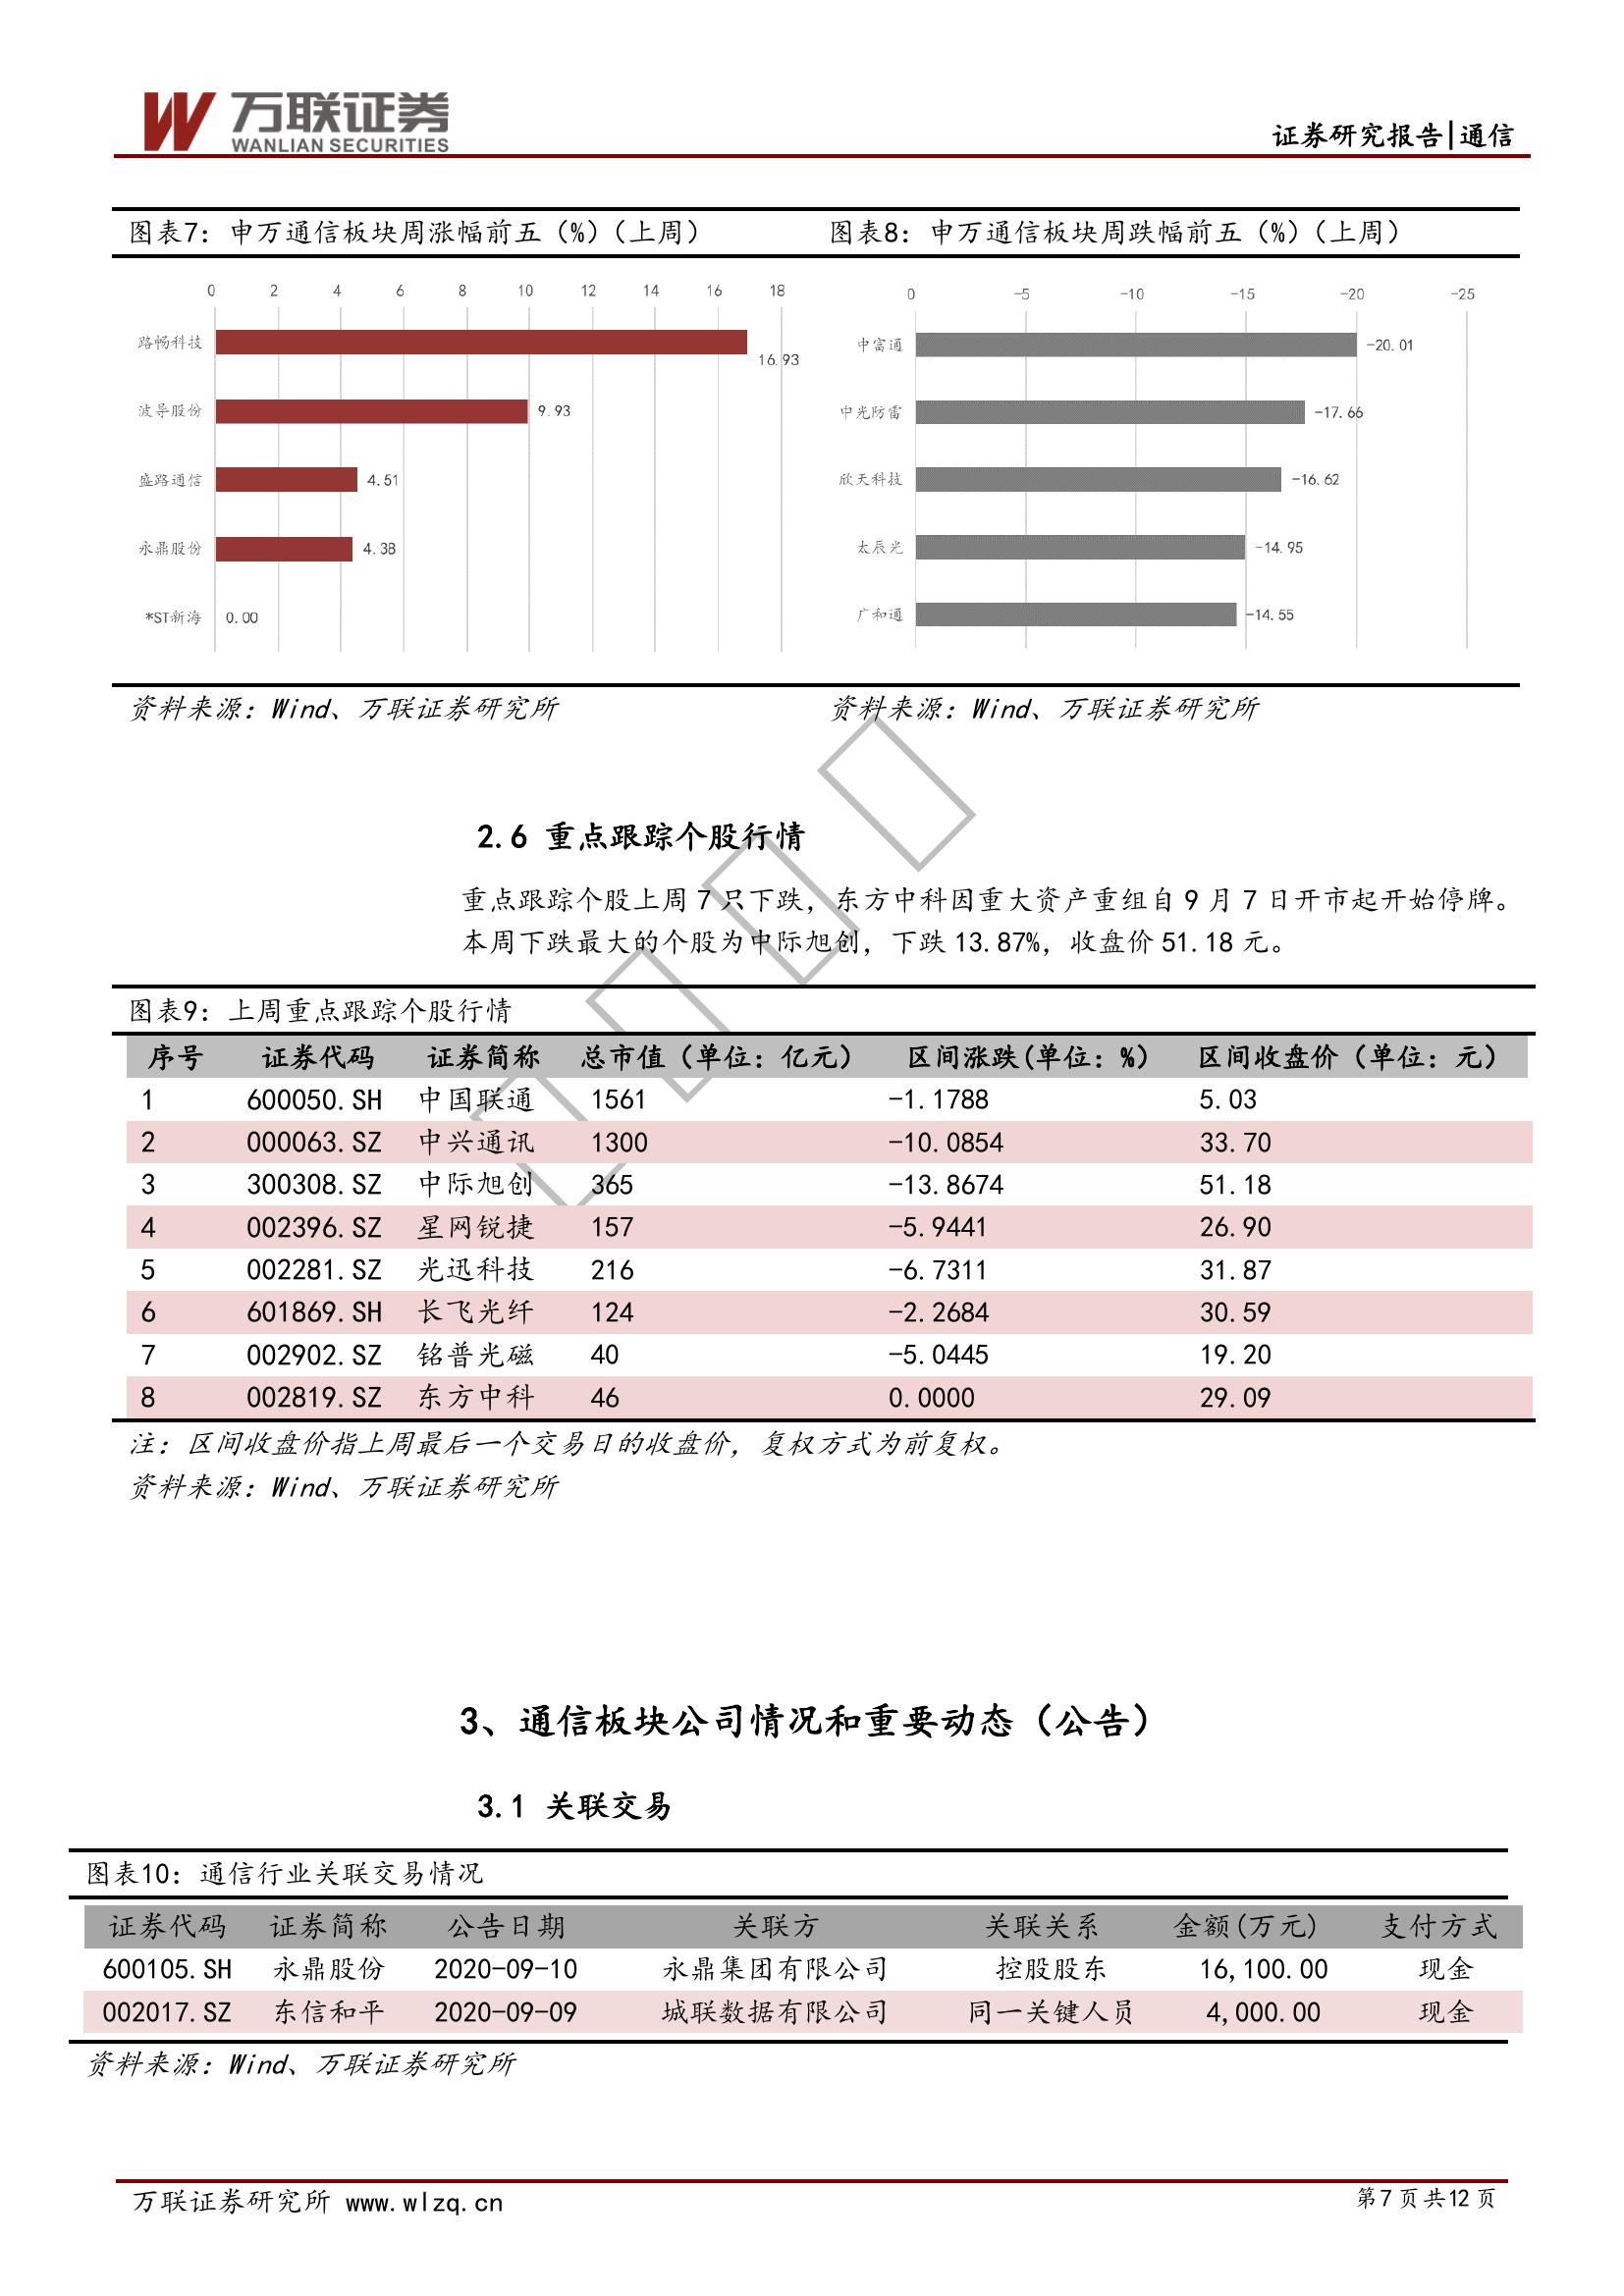 万联证券
WANLIAN SECURITIES
证券研究报告|通信
图表7：申万通信板块周涨幅前五（%）（上周）
0 2 4 6 8 10 12 14 16 18
路畅科技 16.93
波导股份 9.93
盛路通信 4.51
永鼎股份 4.38
*ST新海 0.00
资料来源：Wind、万联证券研究所
图表8：申万通信板块周跌幅前五（%）（上周）
0 -5 -10 -15 -20 -25
中富通 -20.01
中光防雷 -17.66
欣天科技 -16.62
太辰光 -14.95
广和通 -14.55
资料来源：Wind、万联证券研究所
2.6 重点跟踪个股行情
重点跟踪个股上周 7 只下跌，东方中科因重大资产重组自 9 月 7 日开市起开始停牌。
本周下跌最大的个股为中际旭创，下跌 13.87%，收盘价 51.18 元。
图表9：上周重点跟踪个股行情
序号 证券代码 证券简称 总市值（单位：亿元） 区间涨跌(单位：%) 区间收盘价（单位：元）
1 600050.SH 中国联通 1561 -1.1788 5.03
2 000063.SZ 中兴通讯 1300 -10.0854 33.70
3 300308.SZ 中际旭创 365 -13.8674 51.18
4 002396.SZ 星网锐捷 157 -5.9441 26.90
5 002281.SZ 光迅科技 216 -6.7311 31.87
6 601869.SH 长飞光纤 124 -2.2684 30.59
7 002902.SZ 铭普光磁 40 -5.0445 19.20
8 002819.SZ 东方中科 46 0.0000 29.09
注：区间收盘价指上周最后一个交易日的收盘价，复权方式为前复权。
资料来源：Wind、万联证券研究所
3、通信板块公司情况和重要动态（公告）
3.1 关联交易
图表10：通信行业关联交易情况
证券代码 证券简称 公告日期 关联方 关联关系 金额(万元) 支付方式
600105.SH 永鼎股份 2020-09-10 永鼎集团有限公司 控股股东 16,100.00 现金
002017.SZ 东信和平 2020-09-09 城联数据有限公司 同一关键人员 4,000.00 现金
资料来源：Wind、万联证券研究所
万联证券研究所 www.wlzq.cn
第 7 页 共 12 页